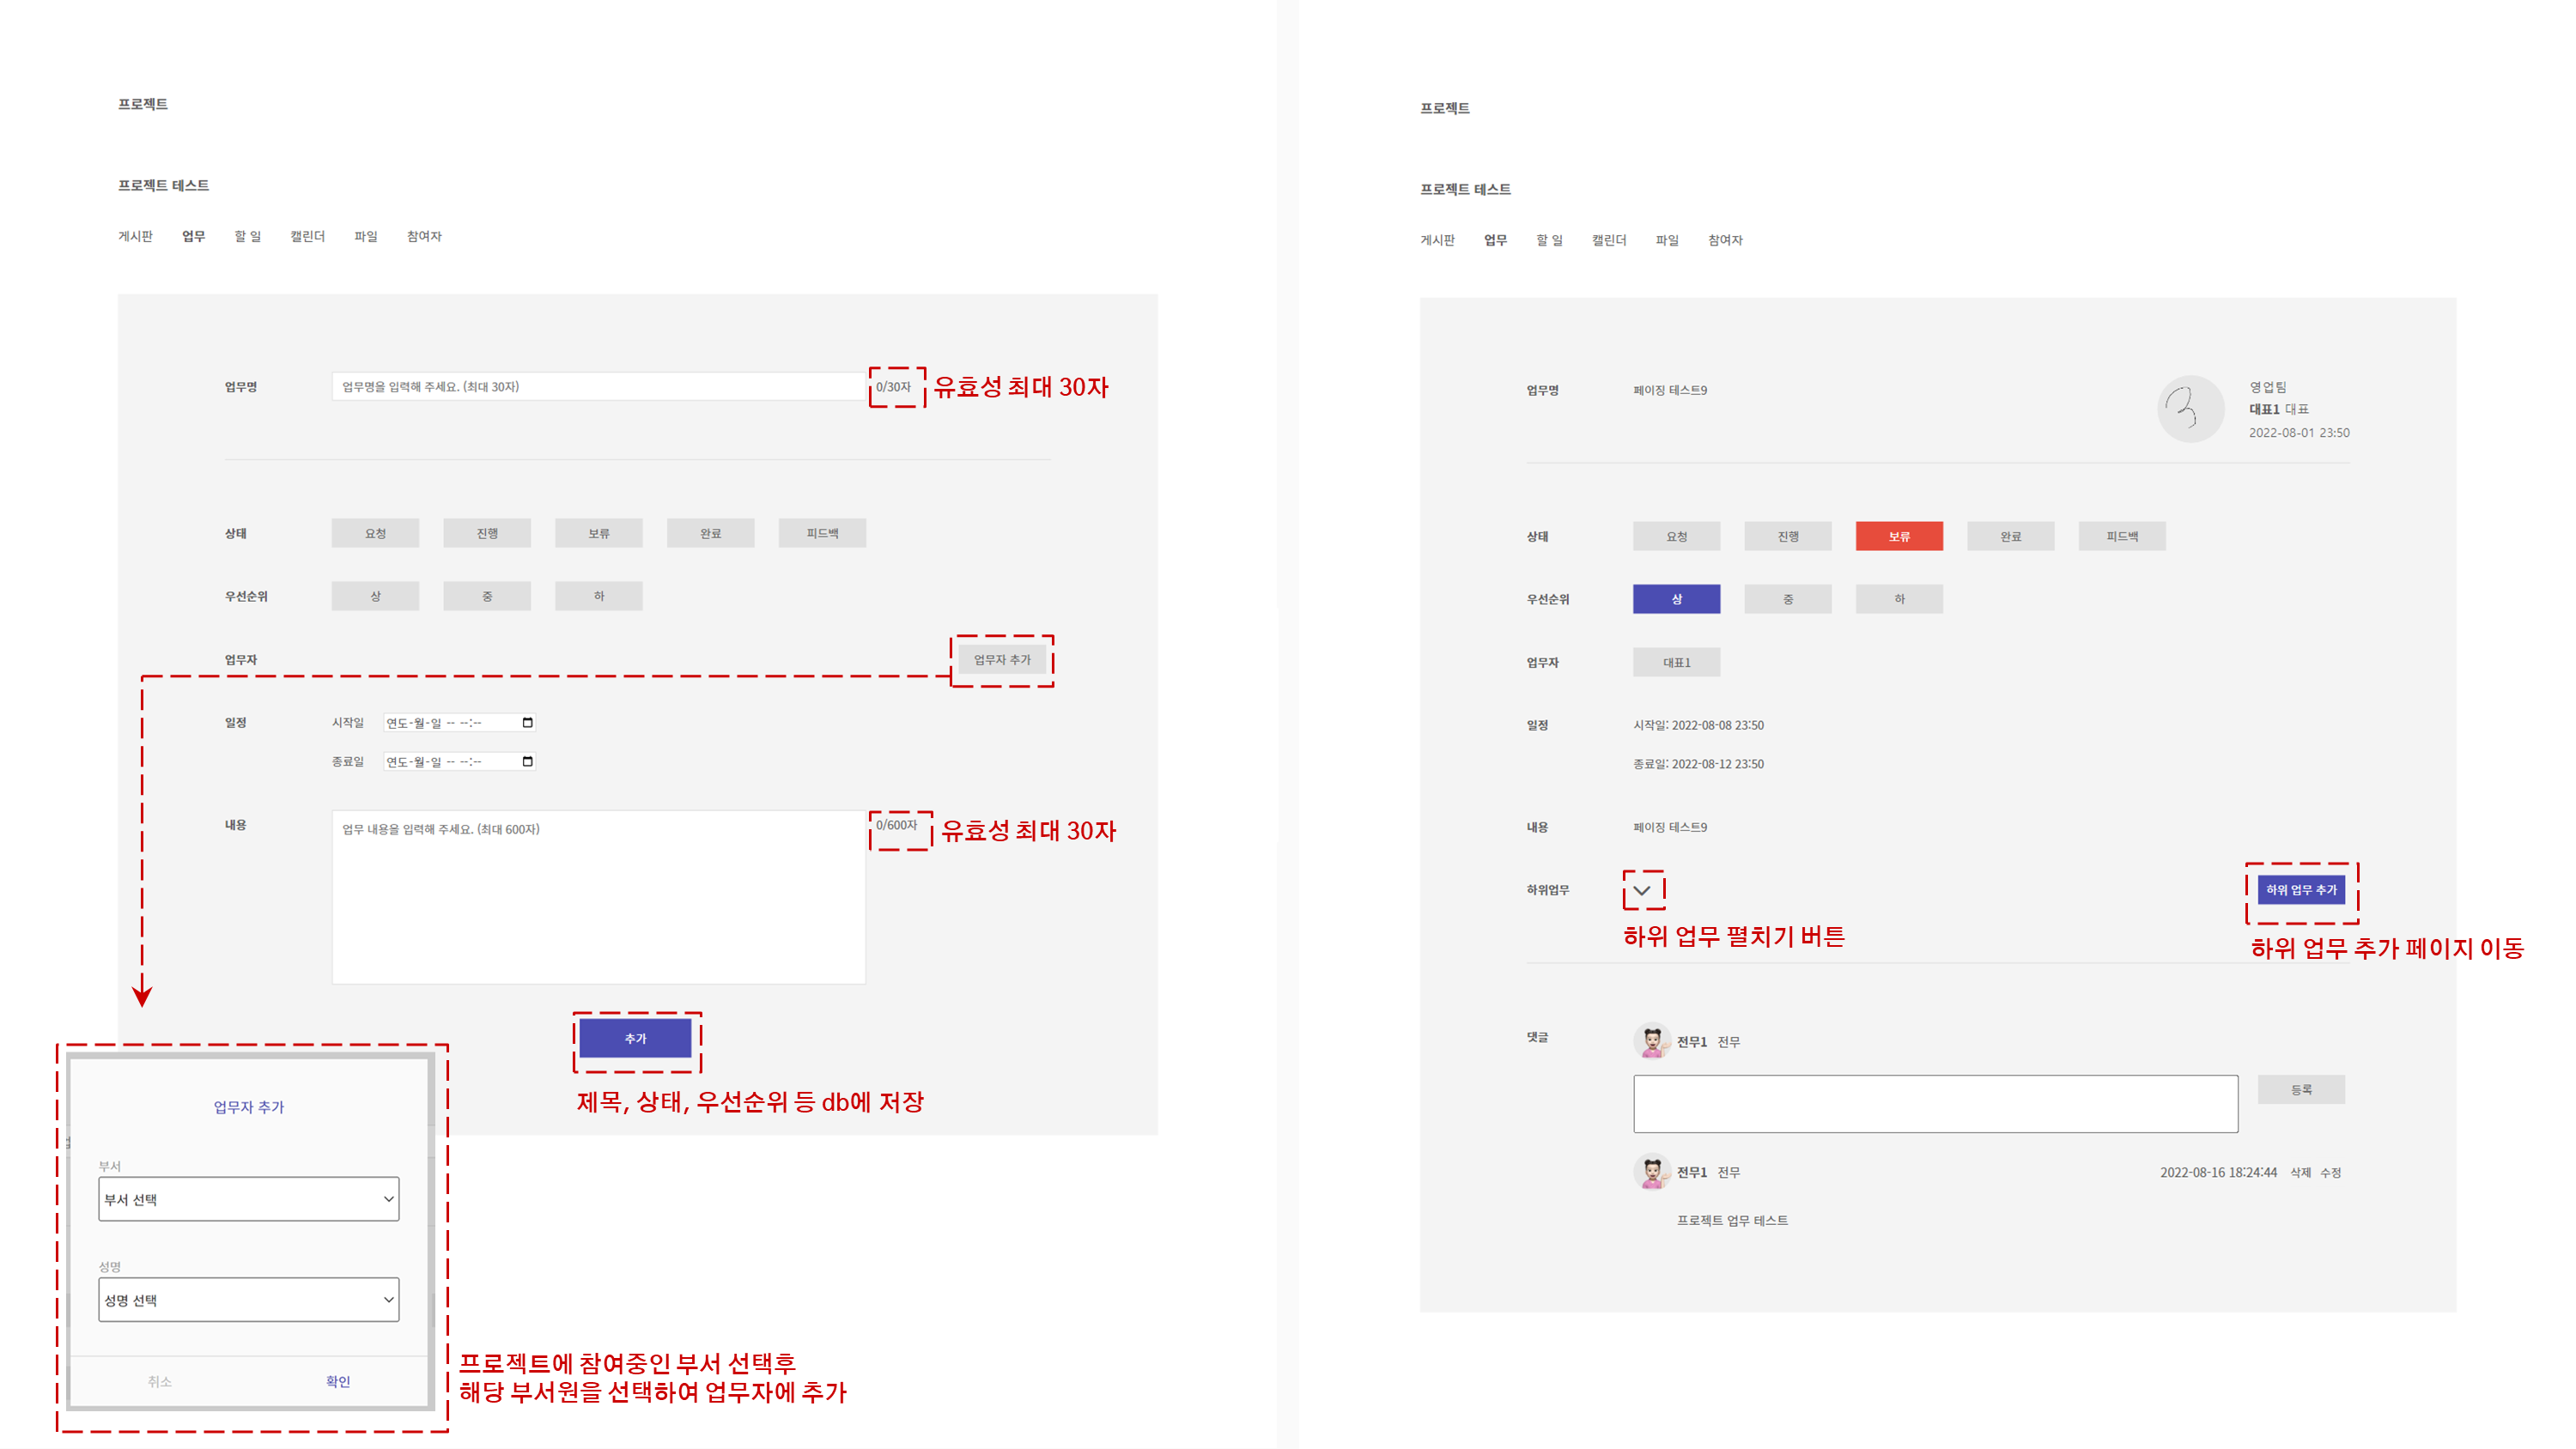 프로젝트
프로젝트 테스트
게시판 업무 할 일 캘린더 파일 참여자
업무명 업무명을 입력해 주세요. (최대 30자) 0/30자 유효성 최대 30자
상태 요청 진행 보류 완료 피드백
우선순위 상 중 하
업무자 업무자 추가
일정 시작일 연도-월-일 -- --:--
종료일 연도-월-일 -- --:--
내용 업무 내용을 입력해 주세요. (최대 600자) 0/600자 유효성 최대 30자
추가
제목, 상태, 우선순위 등 db에 저장
업무자 추가
부서
부서 선택
성명
성명 선택
취소 확인
프로젝트에 참여중인 부서 선택후
해당 부서원을 선택하여 업무자에 추가
프로젝트
프로젝트 테스트
게시판 업무 할 일 캘린더 파일 참여자
업무명 페이징 테스트9
영업팀
대표1 대표
2022-08-01 23:50
상태 요청 진행 보류 완료 피드백
우선순위 상 중 하
업무자 대표1
일정 시작일: 2022-08-08 23:50
종료일: 2022-08-12 23:50
내용 페이징 테스트9
하위업무 하위 업무 추가
하위 업무 펼치기 버튼
하위 업무 추가 페이지 이동
댓글 전무1 전무
등록
전무1 전무 2022-08-16 18:24:44 삭제 수정
프로젝트 업무 테스트